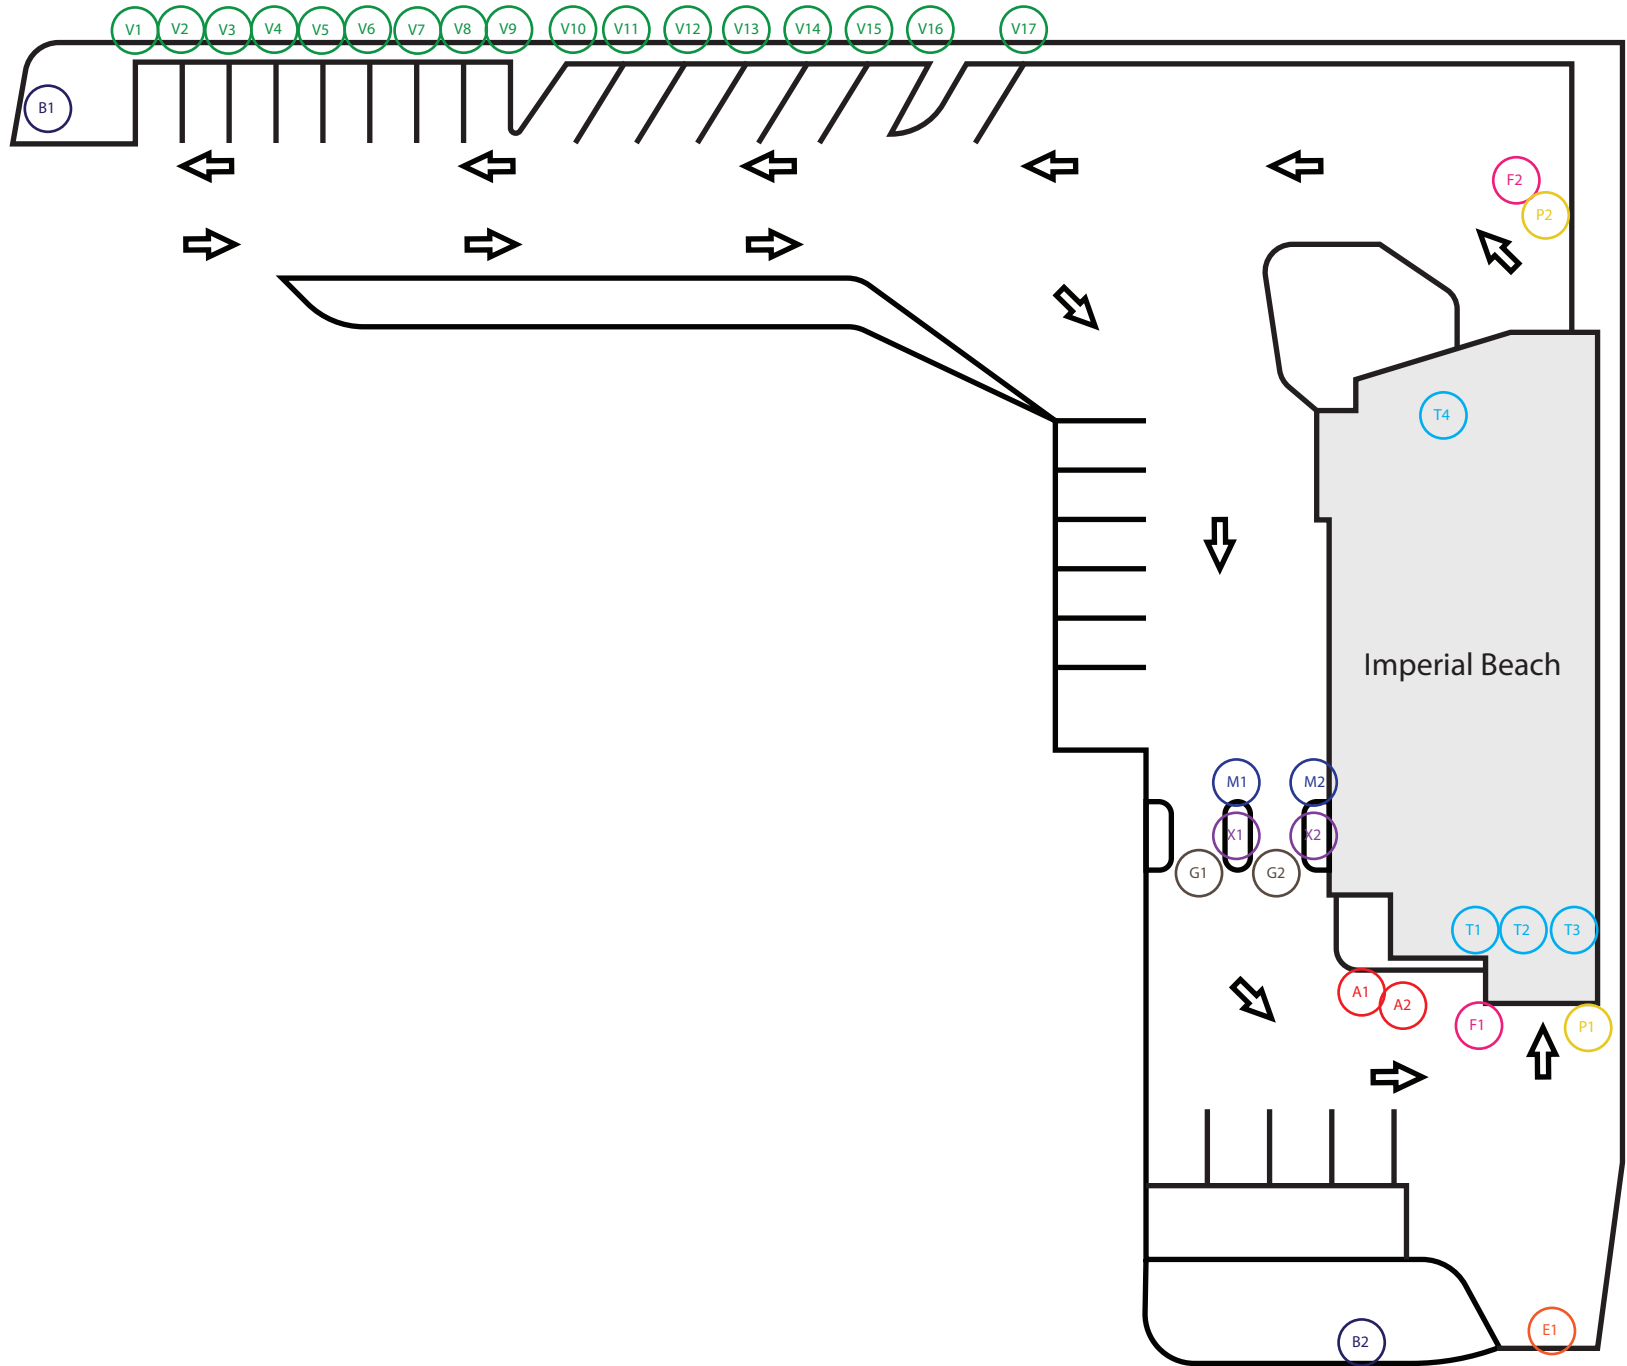 V1 V2 V3 V4 V5 V6 V7 V8 V9 V10 V11 V12 V13 V14 V15 V16 V17
B1
F2
P2
T4
Imperial Beach
M1 M2
X1 X2
G1 G2
T1 T2 T3
A1 A2
F1 P1
E1
B2